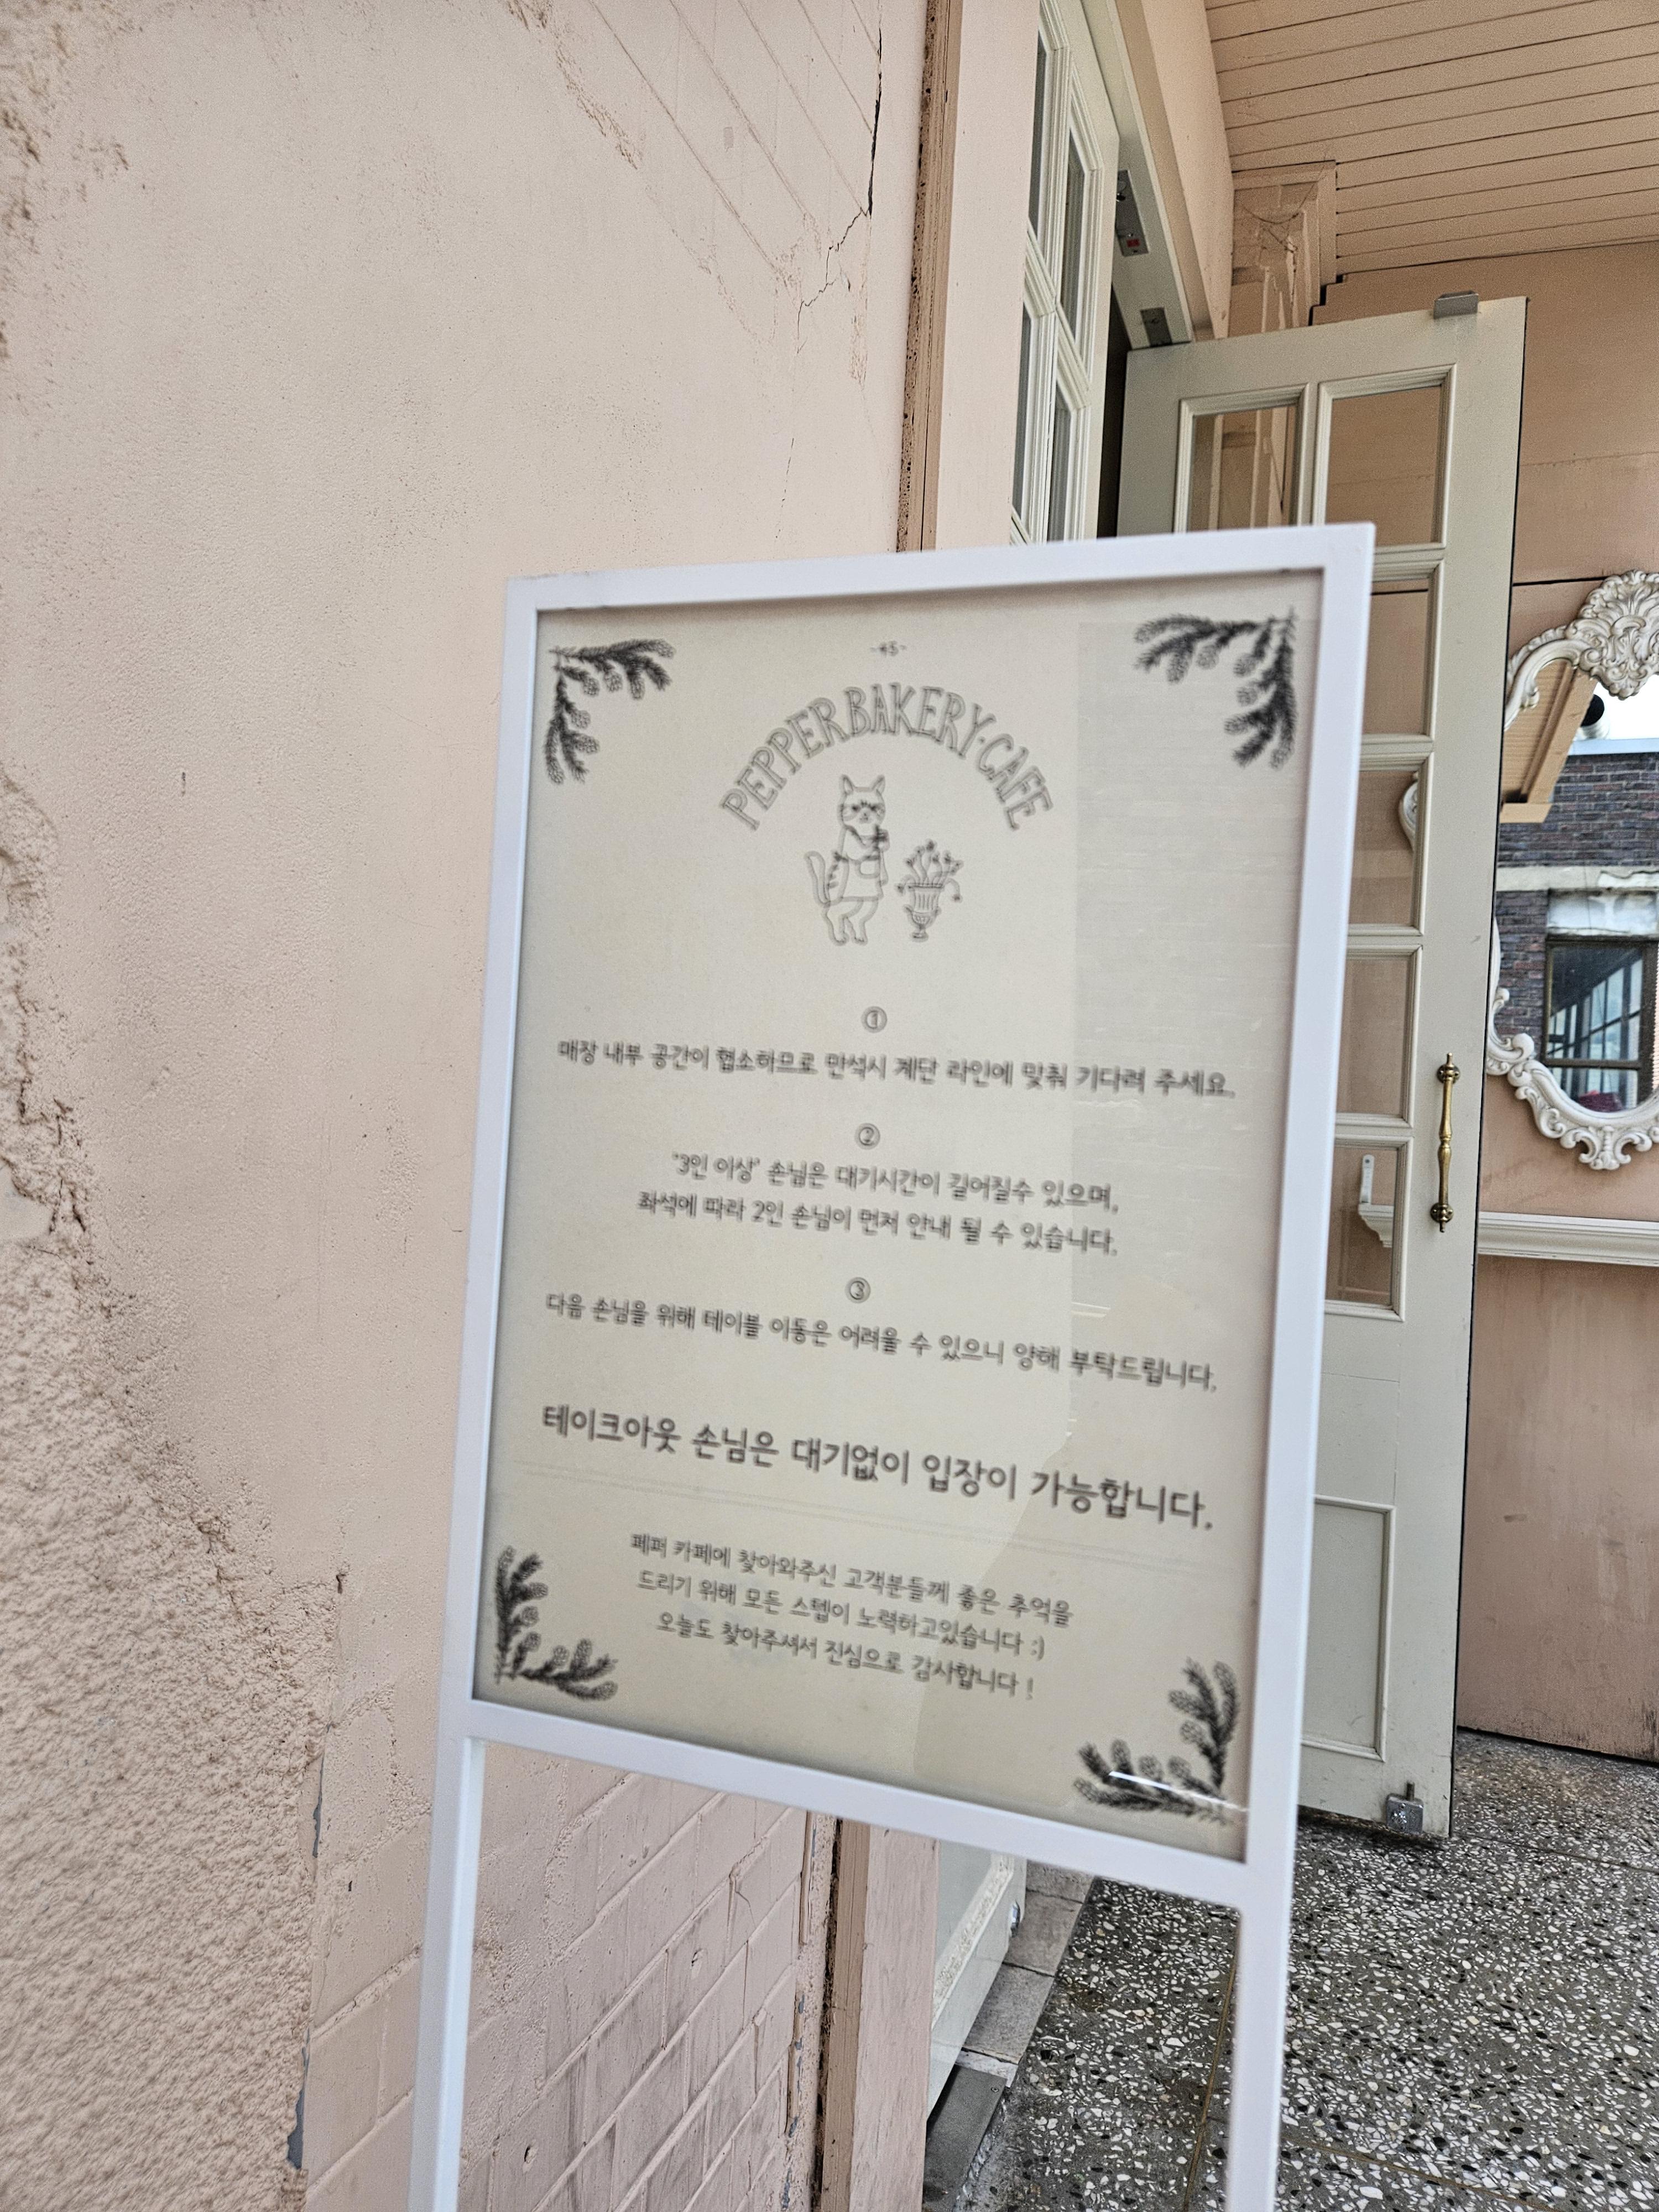 PEPPER BAKERY·CAFE
①
매장 내부 공간이 협소하므로 만석시 계단 라인에 맞춰 기다려 주세요.
②
"3인 이상" 손님은 대기시간이 길어질수 있으며,
좌석에 따라 2인 손님이 먼저 안내 될 수 있습니다.
③
다음 손님을 위해 테이블 이동은 어려울 수 있으니 양해 부탁드립니다.
테이크아웃 손님은 대기없이 입장이 가능합니다.
페퍼 카페에 찾아와주신 고객분들께 좋은 추억을
드리기 위해 모든 스텝이 노력하고있습니다 :)
오늘도 찾아주셔서 진심으로 감사합니다 !